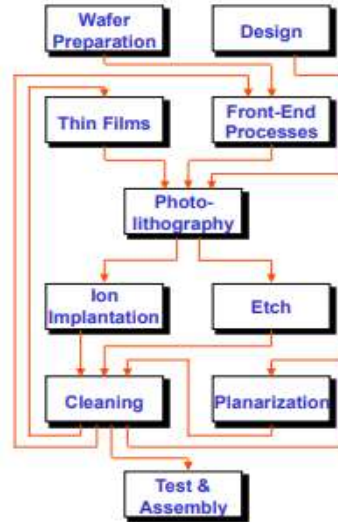 Wafer
Preparation
Design
Thin Films
Front-End
Processes
Photo-
lithography
Ion
Implantation
Etch
Cleaning
Planarization
Test &
Assembly